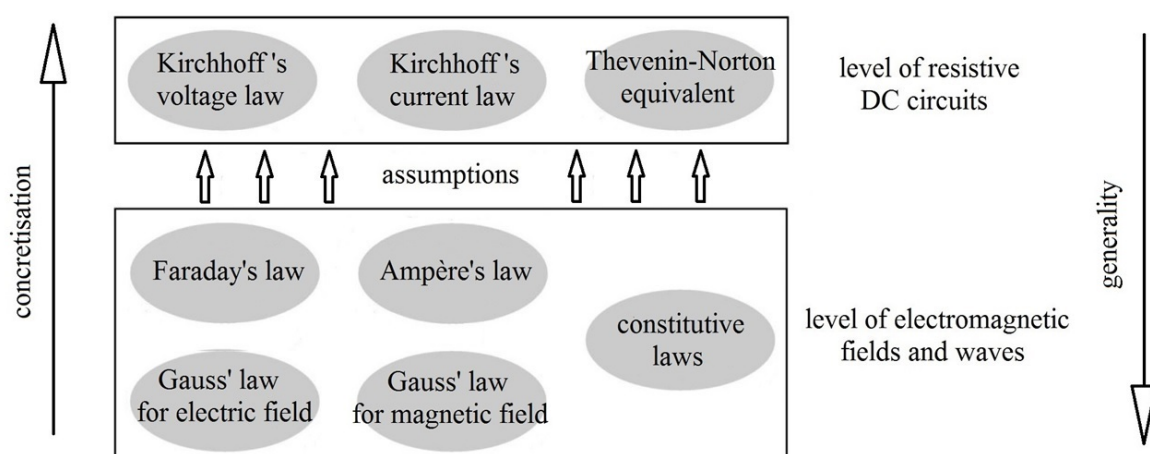 concretisation
Kirchhoff 's
voltage law
Kirchhoff 's
current law
Thevenin-Norton
equivalent
level of resistive
DC circuits
assumptions
Faraday's law
Ampère's law
constitutive
laws
Gauss' law
for electric field
Gauss' law
for magnetic field
level of electromagnetic
fields and waves
generality